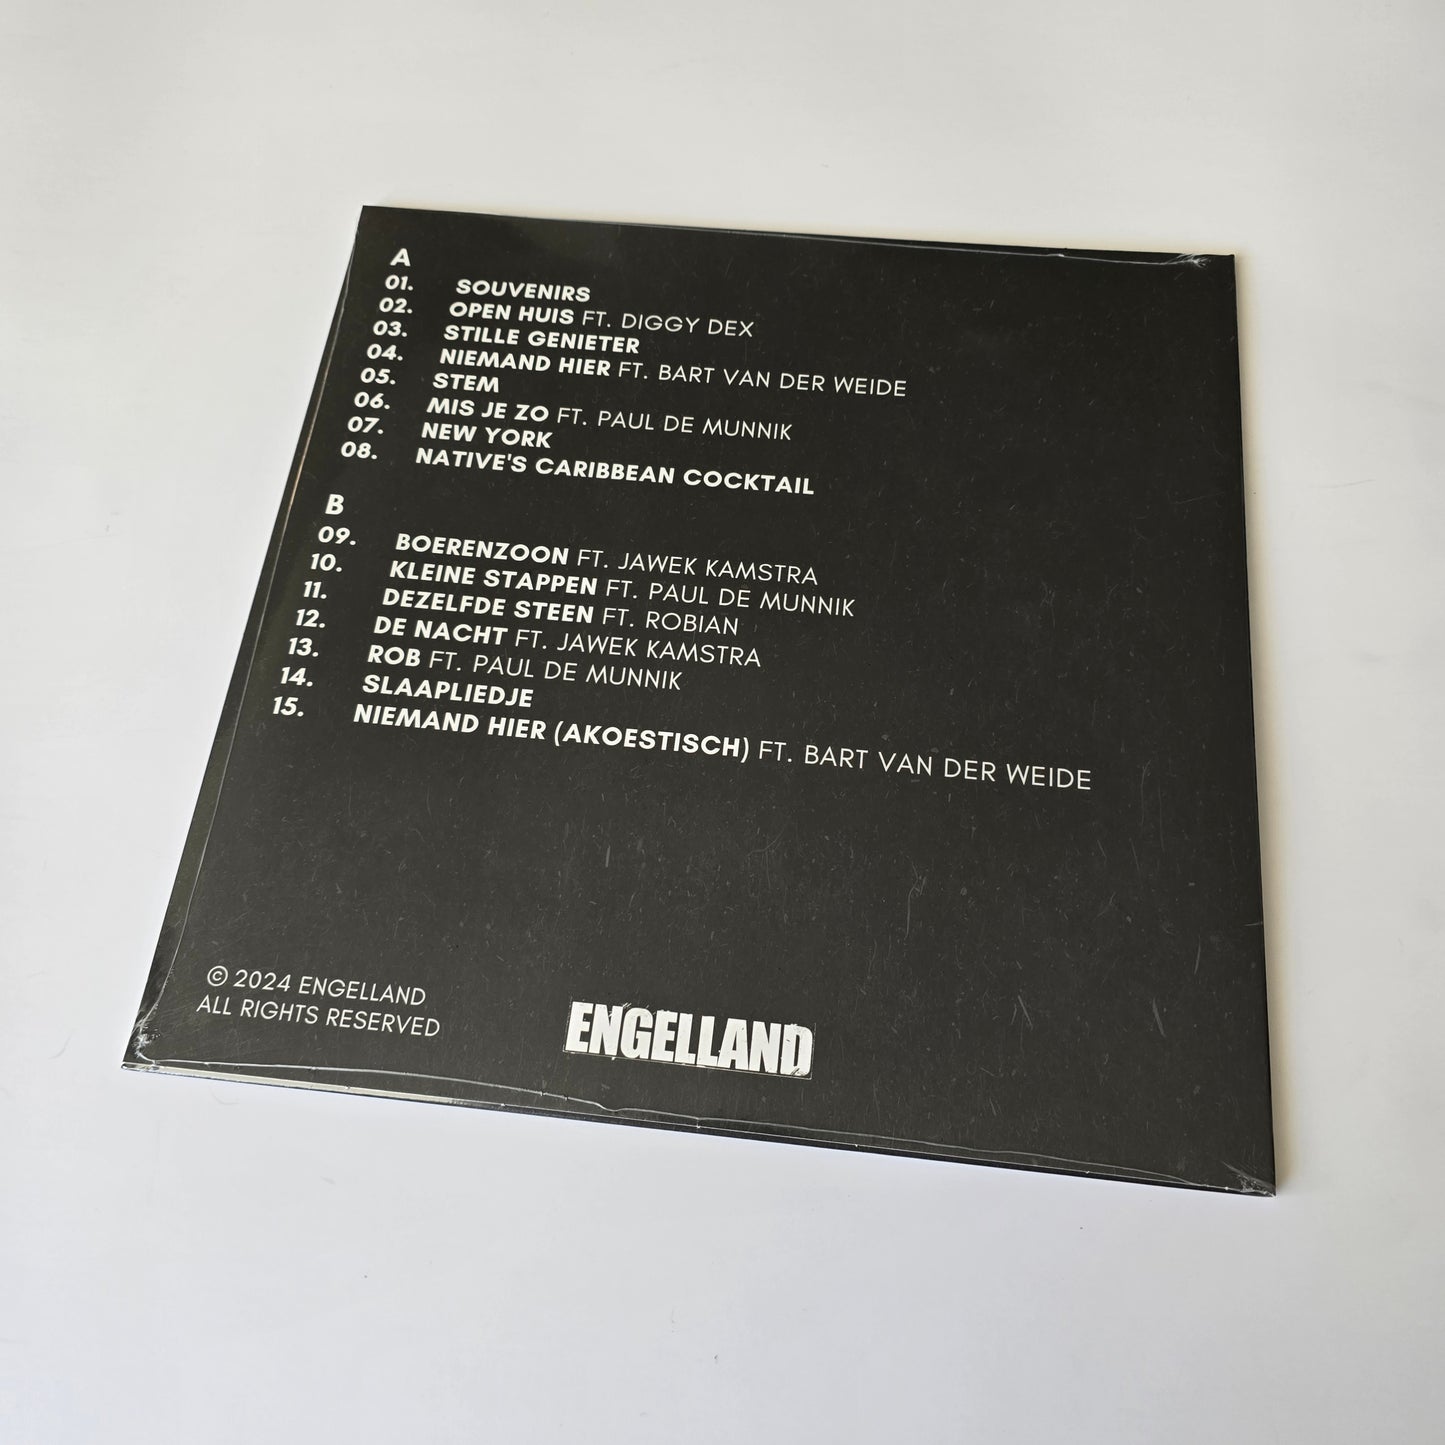 A
01. SOUVENIRS
02. OPEN HUIS FT. DIGGY DEX
03. STILLE GENIETER
04. NIEMAND HIER FT. BART VAN DER WEIDE
05. STEM
06. MIS JE ZO FT. PAUL DE MUNNIK
07. NEW YORK
08. NATIVE'S CARIBBEAN COCKTAIL
B
09. BOERENZOON FT. JAWEK KAMSTRA
10. KLEINE STAPPEN FT. PAUL DE MUNNIK
11. DEZELFDE STEEN FT. ROBIAN
12. DE NACHT FT. JAWEK KAMSTRA
13. ROB FT. PAUL DE MUNNIK
14. SLAAPLIEDJE
15. NIEMAND HIER (AKOESTISCH) FT. BART VAN DER WEIDE
© 2024 ENGELLAND
ALL RIGHTS RESERVED
ENGELLAND